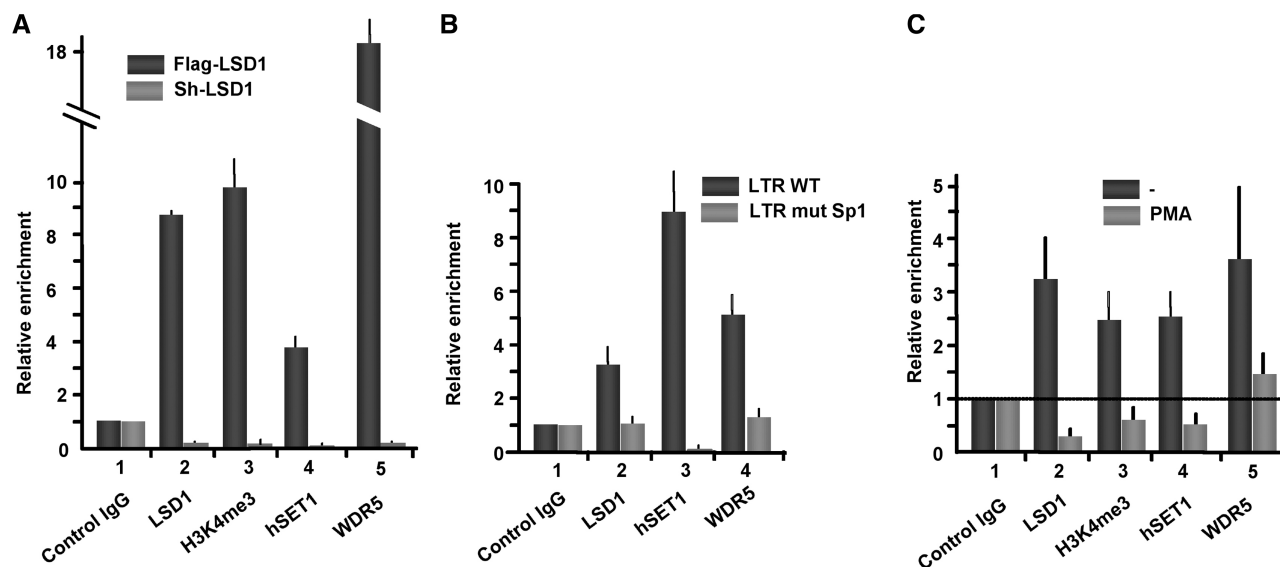 A
18
10
8
6
4
2
0
Relative enrichment
Flag-LSD1
Sh-LSD1
1 2 3 4 5
Control IgG LSD1 H3K4me3 hSET1 WDR5
B
10
8
6
4
2
0
Relative enrichment
LTR WT
LTR mut Sp1
1 2 3 4
Control IgG LSD1 hSET1 WDR5
C
5
4
3
2
1
0
Relative enrichment
-
PMA
1 2 3 4 5
Control IgG LSD1 H3K4me3 hSET1 WDR5